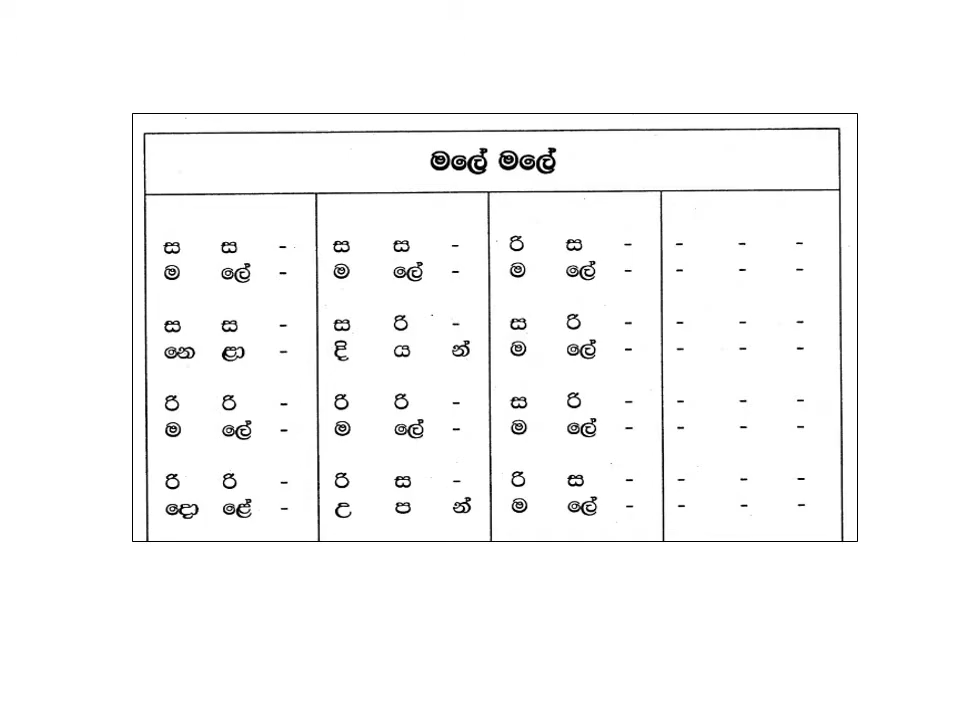 මලේ මලේ
ස ස - ස ස - රි ස - - - -
ම ලේ - ම ලේ - ම ලේ - - - -
ස ස - ස රි - ස රි - - - -
නෙ ළා - දි ය න් ම ලේ - - - -
රි රි - රි රි - ස රි - - - -
ම ලේ - ම ලේ - ම ලේ - - - -
රි රි - රි ස - රි ස - - - -
දො ළේ - උ ප න් ම ලේ - - - -